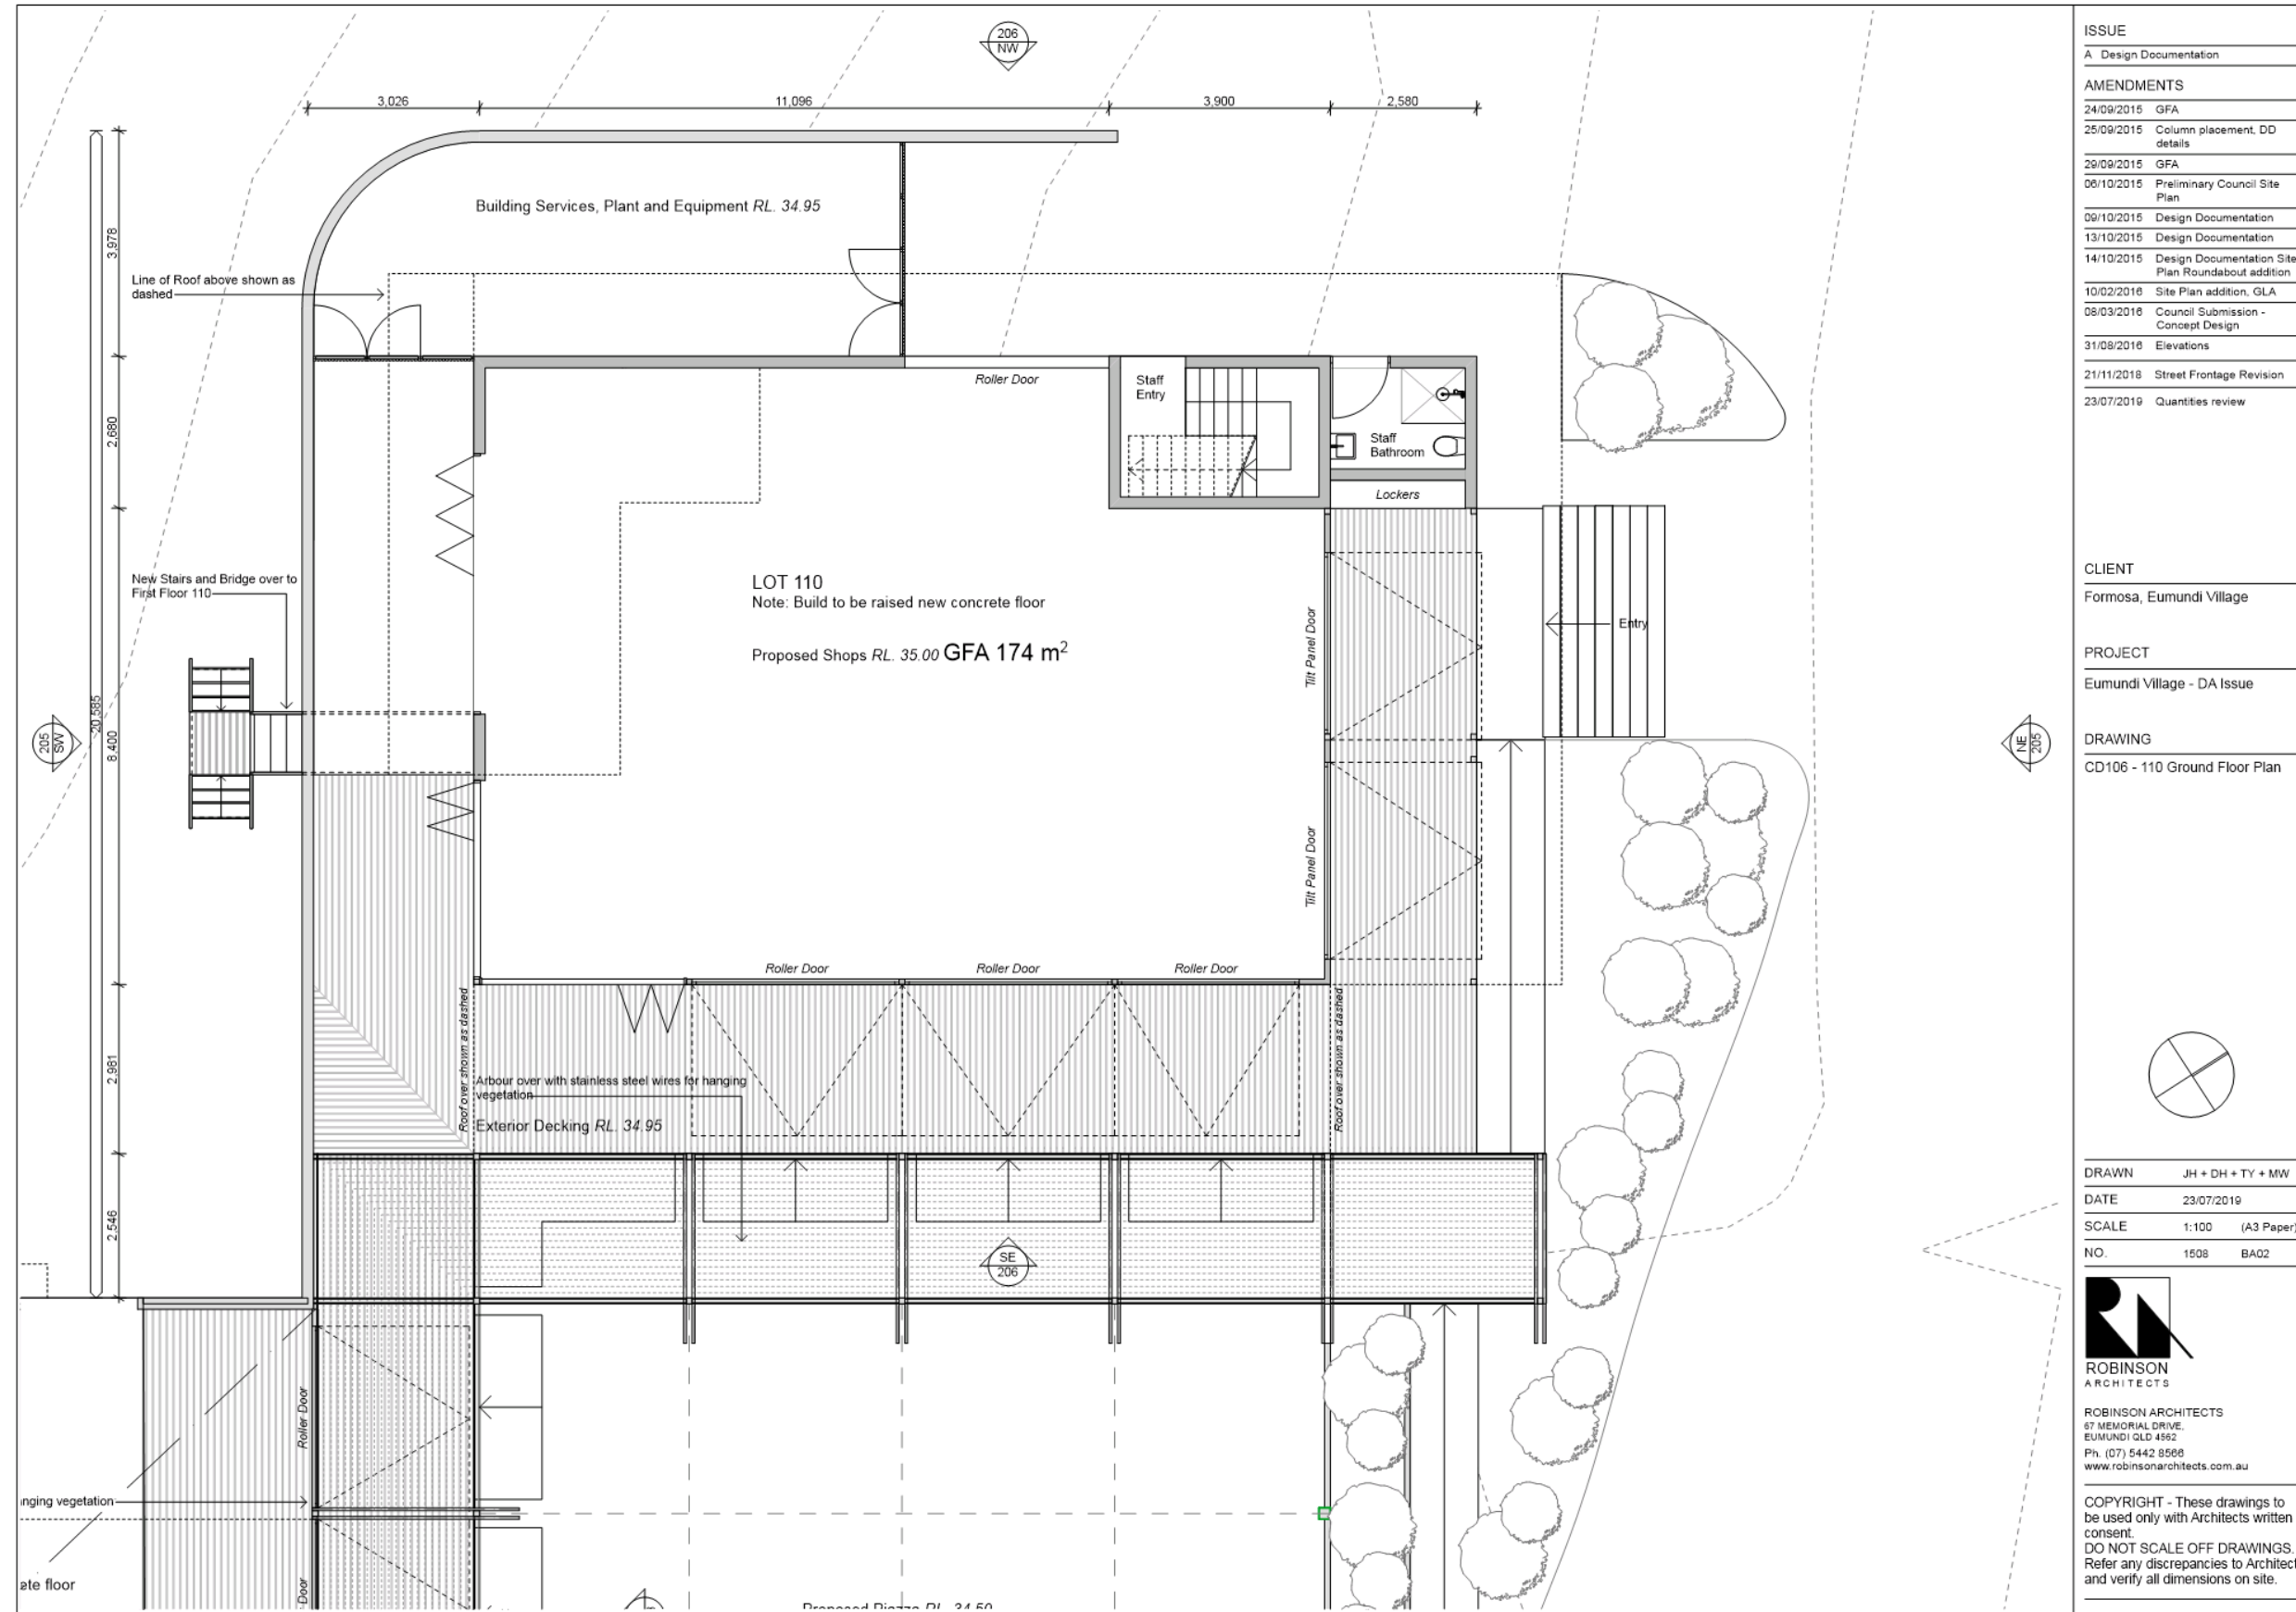 206
NW
3,026
11,096
3,900
2,580
Building Services, Plant and Equipment RL. 34.95
3,978
Line of Roof above shown as
dashed
Roller Door
Staff
Entry
Staff
Bathroom
2,680
Lockers
New Stairs and Bridge over to
First Floor 110
LOT 110
Note: Build to be raised new concrete floor
Proposed Shops RL. 35.00 GFA 174 m²
Tilt Panel Door
Entry
20,585
8,400
205
SW
NE
205
Tilt Panel Door
Roller Door
Roller Door
Roller Door
Roof over shown as dashed
Roof over shown as dashed
2,981
Arbour over with stainless steel wires for hanging
vegetation
Exterior Decking RL. 34.95
2,546
SE
206
Roller Door
nging vegetation
ete floor
Door
Proposed Piazza RL. 34.50
ISSUE
A Design Documentation
AMENDMENTS
24/09/2015 GFA
25/09/2015 Column placement, DD
details
29/09/2015 GFA
06/10/2015 Preliminary Council Site
Plan
09/10/2015 Design Documentation
13/10/2015 Design Documentation
14/10/2015 Design Documentation Site
Plan Roundabout addition
10/02/2016 Site Plan addition, GLA
08/03/2016 Council Submission -
Concept Design
31/08/2016 Elevations
21/11/2018 Street Frontage Revision
23/07/2019 Quantities review
CLIENT
Formosa, Eumundi Village
PROJECT
Eumundi Village - DA Issue
DRAWING
CD106 - 110 Ground Floor Plan
DRAWN JH + DH + TY + MW
DATE 23/07/2019
SCALE 1:100 (A3 Paper)
NO. 1508 BA02
ROBINSON
ARCHITECTS
ROBINSON ARCHITECTS
67 MEMORIAL DRIVE,
EUMUNDI QLD 4562
Ph. (07) 5442 8566
www.robinsonarchitects.com.au
COPYRIGHT - These drawings to
be used only with Architects written
consent.
DO NOT SCALE OFF DRAWINGS.
Refer any discrepancies to Architect
and verify all dimensions on site.